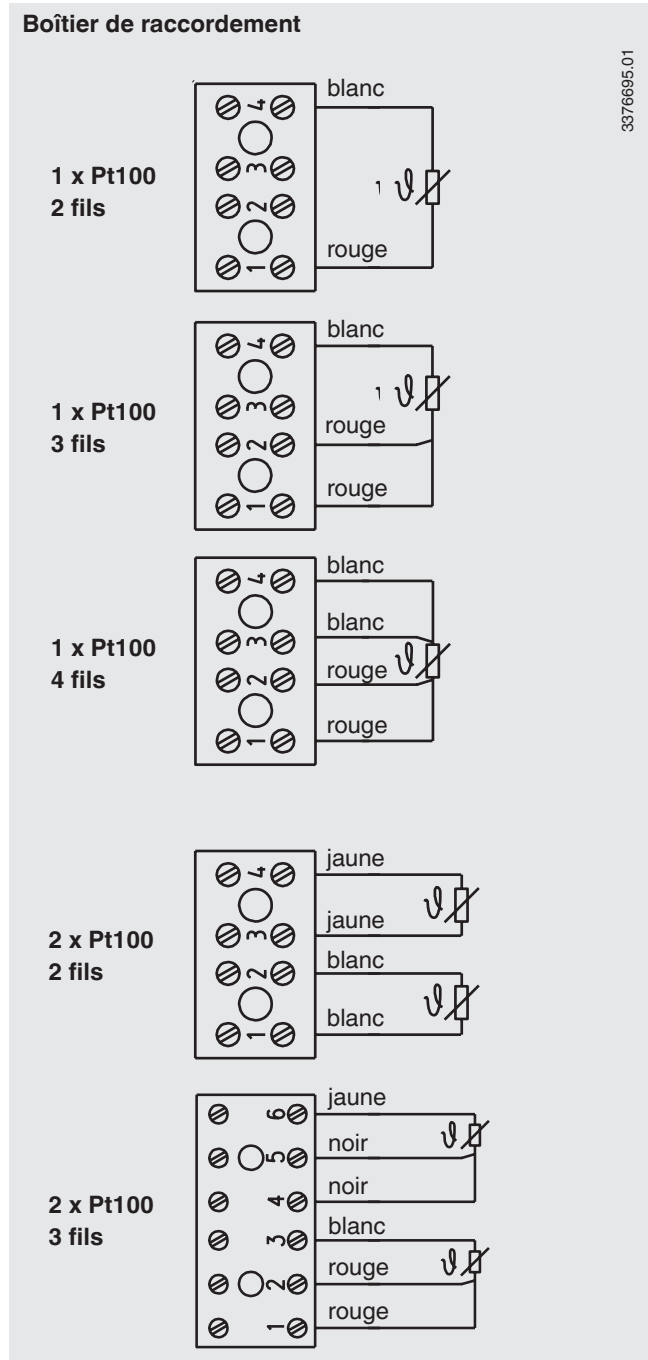 Boîtier de raccordement
3376695.01
1 x Pt100
2 fils
4
3
2
1
blanc
ϑ
rouge
1 x Pt100
3 fils
4
3
2
1
blanc
ϑ
rouge
rouge
1 x Pt100
4 fils
4
3
2
1
blanc
blanc
ϑ
rouge
rouge
2 x Pt100
2 fils
4
3
2
1
jaune
ϑ
jaune
blanc
ϑ
blanc
2 x Pt100
3 fils
6
5
4
3
2
1
jaune
ϑ
noir
noir
blanc
ϑ
rouge
rouge